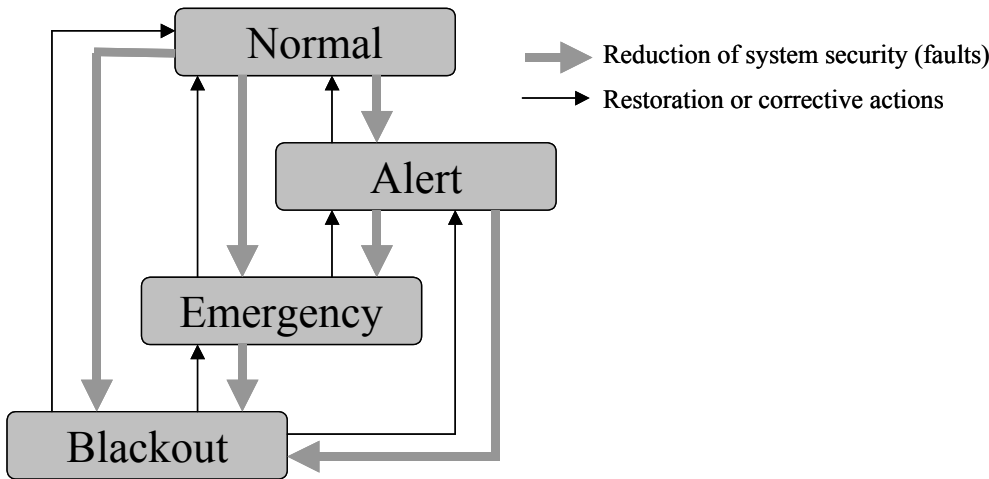 Normal
Reduction of system security (faults)
Restoration or corrective actions
Alert
Emergency
Blackout